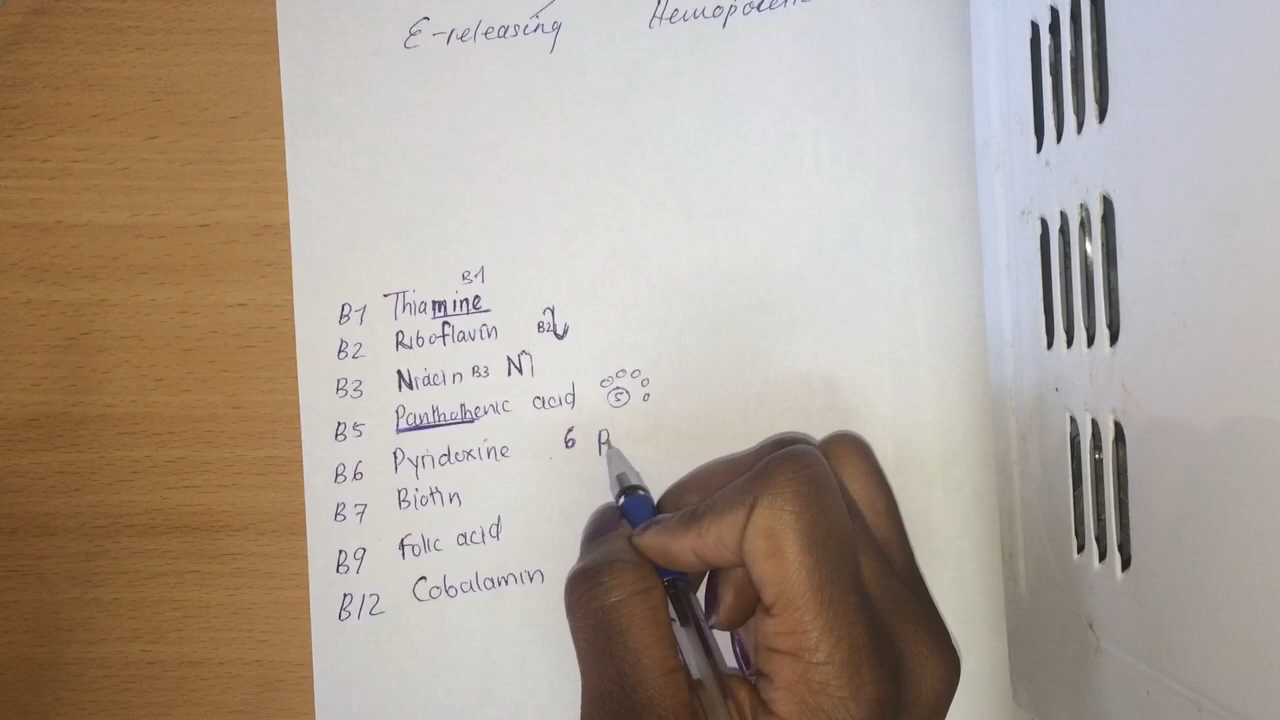 E-releasing
B1
B1 Thiamine
B2 Riboflavin B2
B3 Niacin B3 N
B5 Panthothenic acid 5
B6 Pyridoxine 6 P
B7 Biotin
B9 Folic acid
B12 Cobalamin